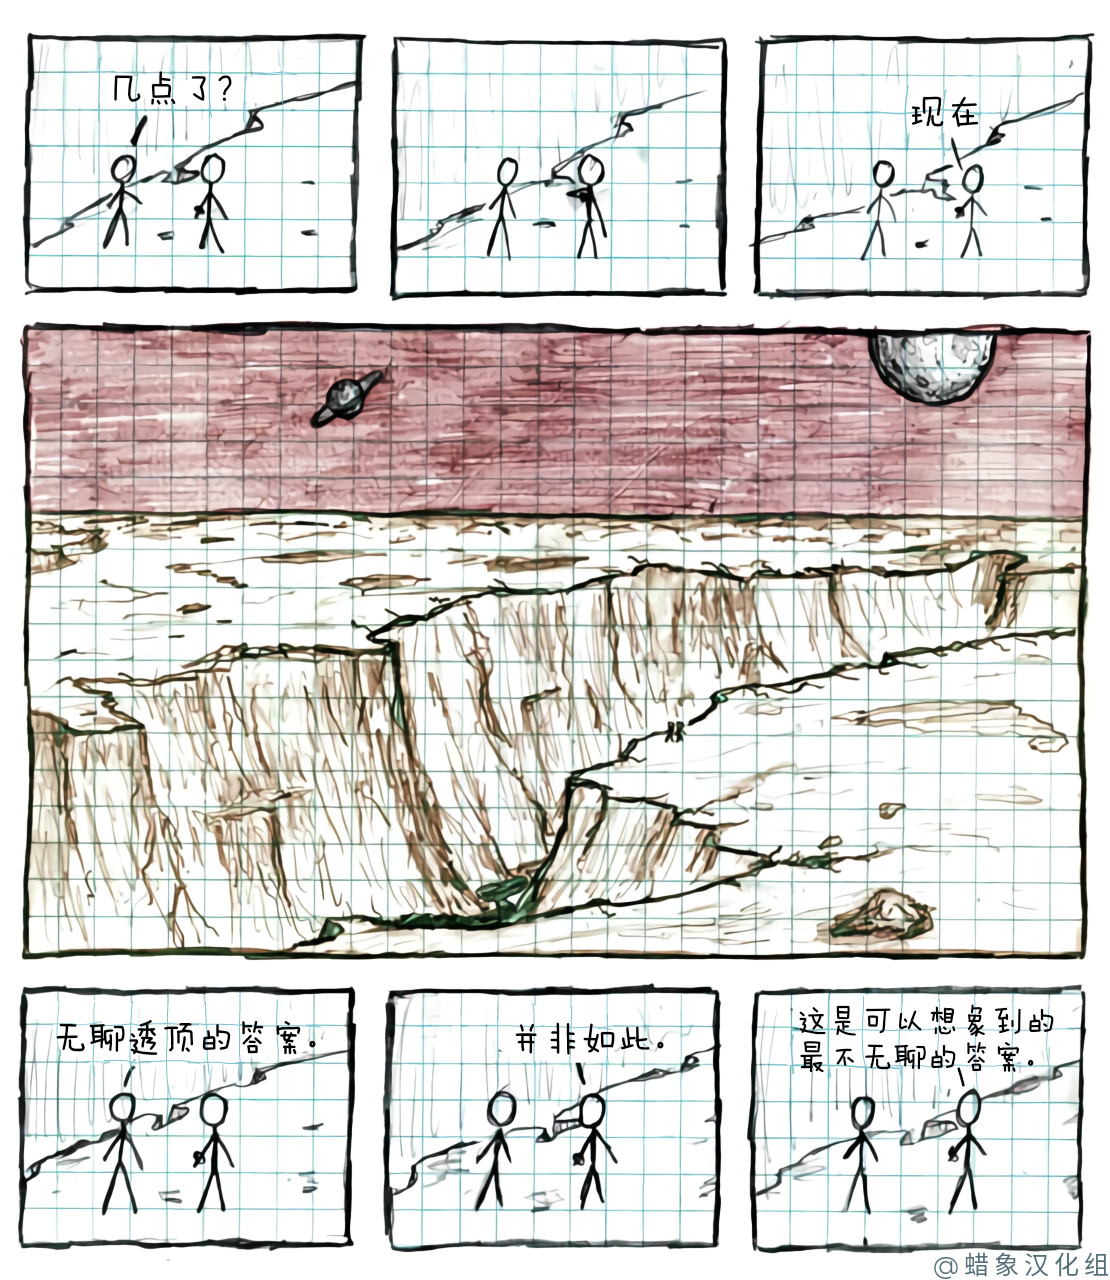 几点了？
现在
无聊透顶的答案。
并非如此。
这是可以想象到的
最不无聊的答案。
@蜡象汉化组